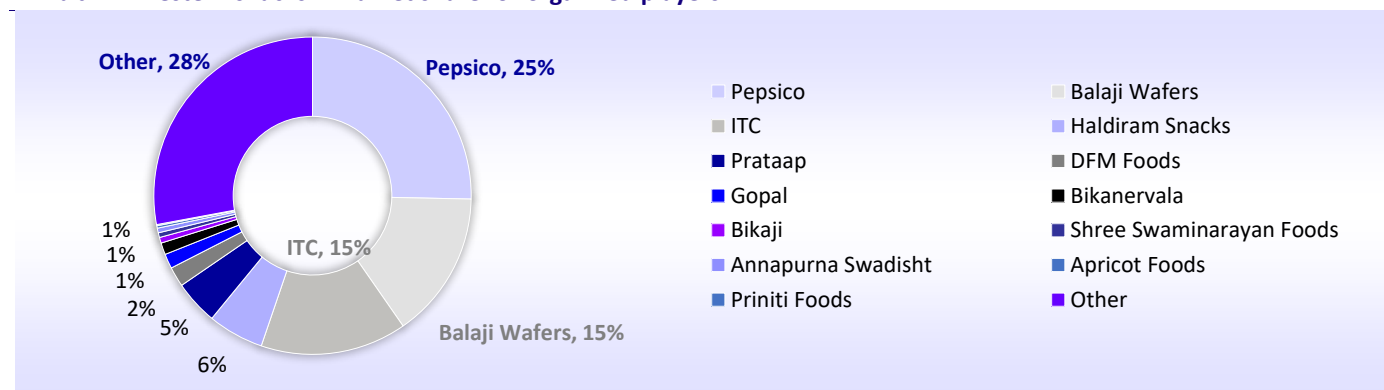 Other, 28%
Pepsico, 25%
ITC, 15%
Balaji Wafers, 15%
6%
5%
2%
1%
1%
1%
Pepsico
Balaji Wafers
ITC
Haldiram Snacks
Prataap
DFM Foods
Gopal
Bikanervala
Bikaji
Shree Swaminarayan Foods
Annapurna Swadisht
Apricot Foods
Priniti Foods
Other